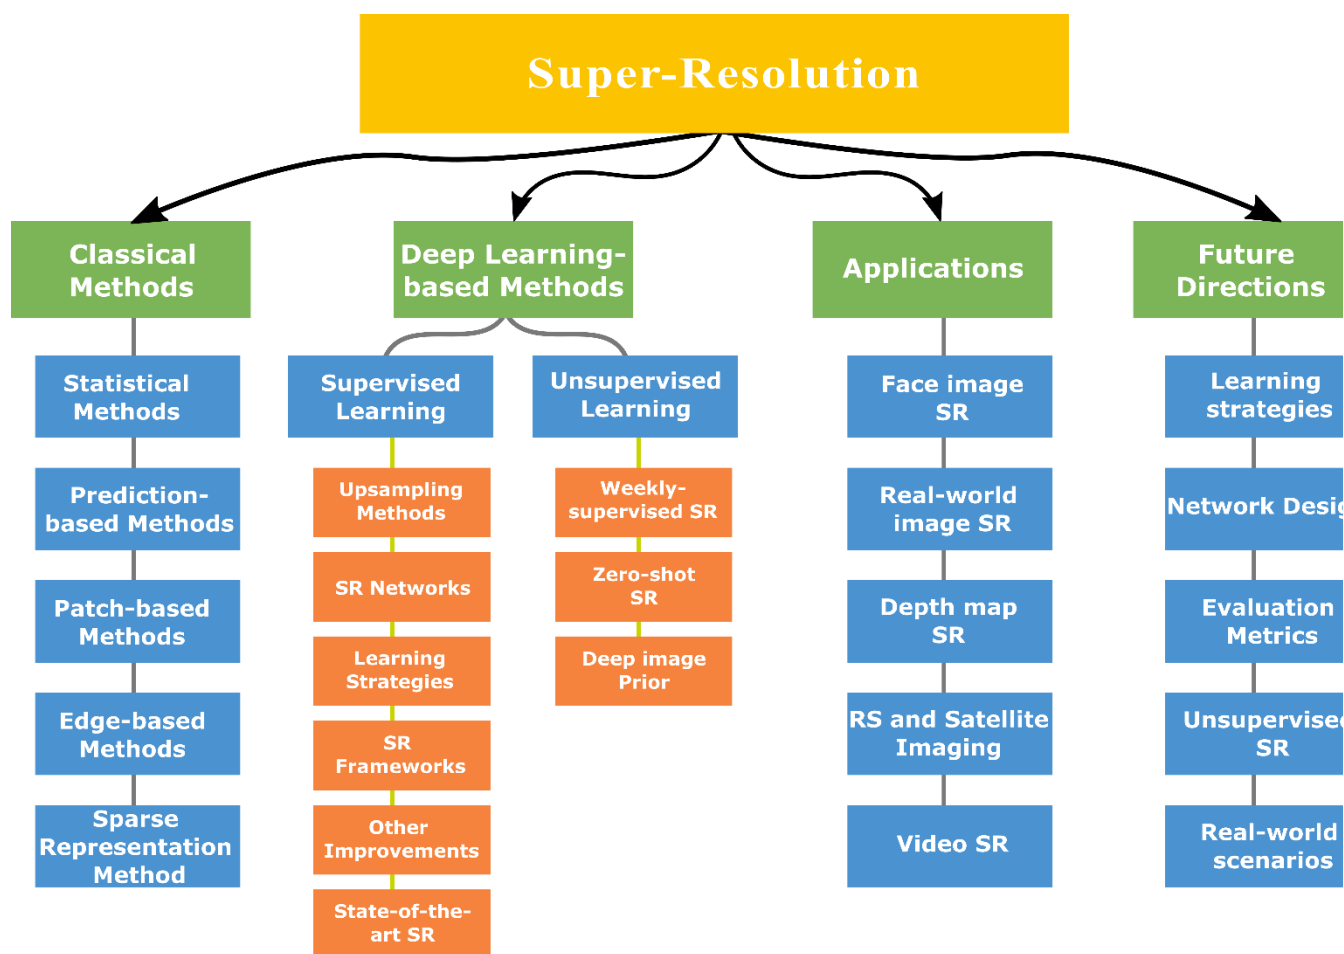 Super-Resolution
Classical
Methods
Statistical
Methods
Prediction-
based Methods
Patch-based
Methods
Edge-based
Methods
Sparse
Representation
Method
Deep Learning-
based Methods
Supervised
Learning
Upsampling
Methods
SR Networks
Learning
Strategies
SR
Frameworks
Other
Improvements
State-of-the-
art SR
Unsupervised
Learning
Weekly-
supervised SR
Zero-shot
SR
Deep image
Prior
Applications
Face image
SR
Real-world
image SR
Depth map
SR
RS and Satellite
Imaging
Video SR
Future
Directions
Learning
strategies
Network Desig
Evaluation
Metrics
Unsupervised
SR
Real-world
scenarios